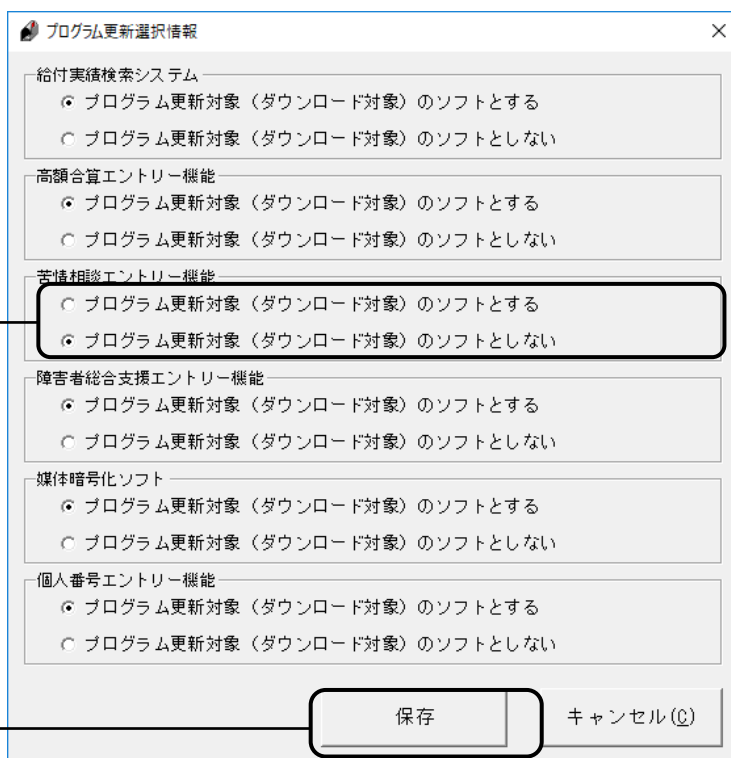 プログラム更新選択情報
給付実績検索システム
プログラム更新対象（ダウンロード対象）のソフトとする
プログラム更新対象（ダウンロード対象）のソフトとしない
高額合算エントリー機能
プログラム更新対象（ダウンロード対象）のソフトとする
プログラム更新対象（ダウンロード対象）のソフトとしない
苦情相談エントリー機能
プログラム更新対象（ダウンロード対象）のソフトとする
プログラム更新対象（ダウンロード対象）のソフトとしない
障害者総合支援エントリー機能
プログラム更新対象（ダウンロード対象）のソフトとする
プログラム更新対象（ダウンロード対象）のソフトとしない
媒体暗号化ソフト
プログラム更新対象（ダウンロード対象）のソフトとする
プログラム更新対象（ダウンロード対象）のソフトとしない
個人番号エントリー機能
プログラム更新対象（ダウンロード対象）のソフトとする
プログラム更新対象（ダウンロード対象）のソフトとしない
保存
キャンセル(C)